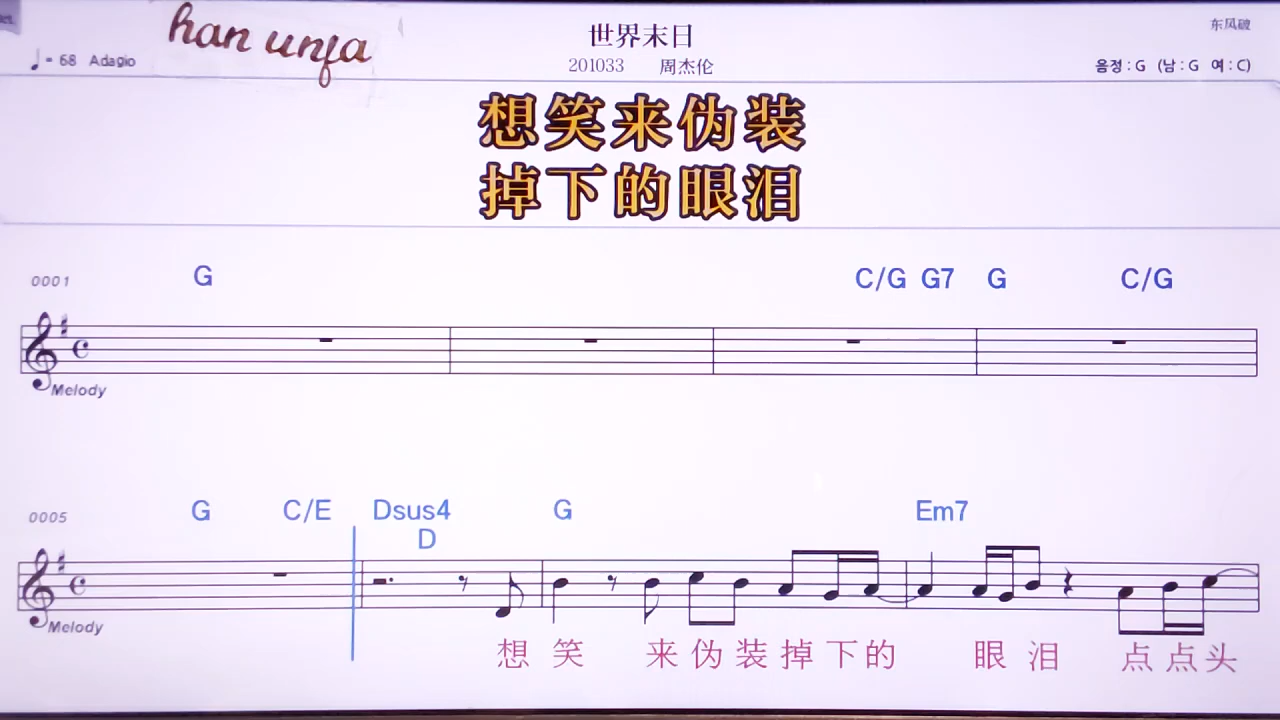 han unfa
世界末日
东风破
♩= 68 Adagio
201033 周杰伦
음정 : G (남 : G 여 : C)
想笑来伪装
掉下的眼泪
0001 G C/G G7 G C/G
Melody
0005 G C/E Dsus4 G Em7
D
Melody
想 笑 来 伪 装 掉 下 的 眼 泪 点 点 头